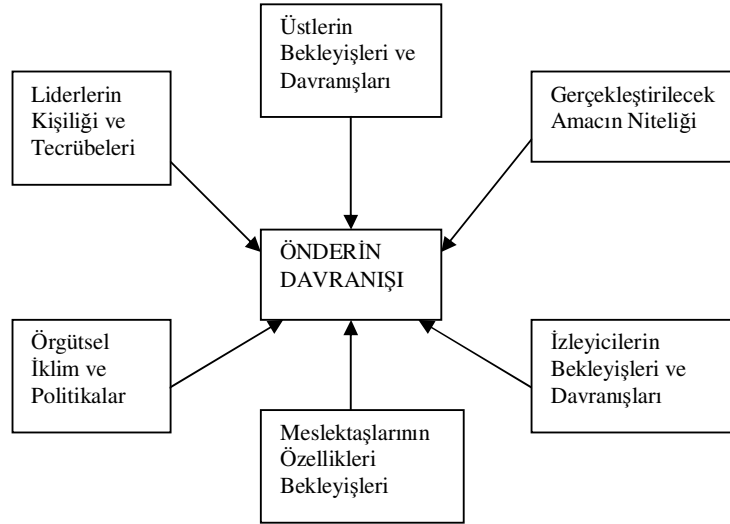 Üstlerin
Bekleyişleri ve
Davranışları
Liderlerin
Kişiliği ve
Tecrübeleri
Gerçekleştirilecek
Amacın Niteliği
ÖNDERİN
DAVRANIŞI
Örgütsel
İklim ve
Politikalar
İzleyicilerin
Bekleyişleri ve
Davranışları
Meslektaşlarının
Özellikleri
Bekleyişleri